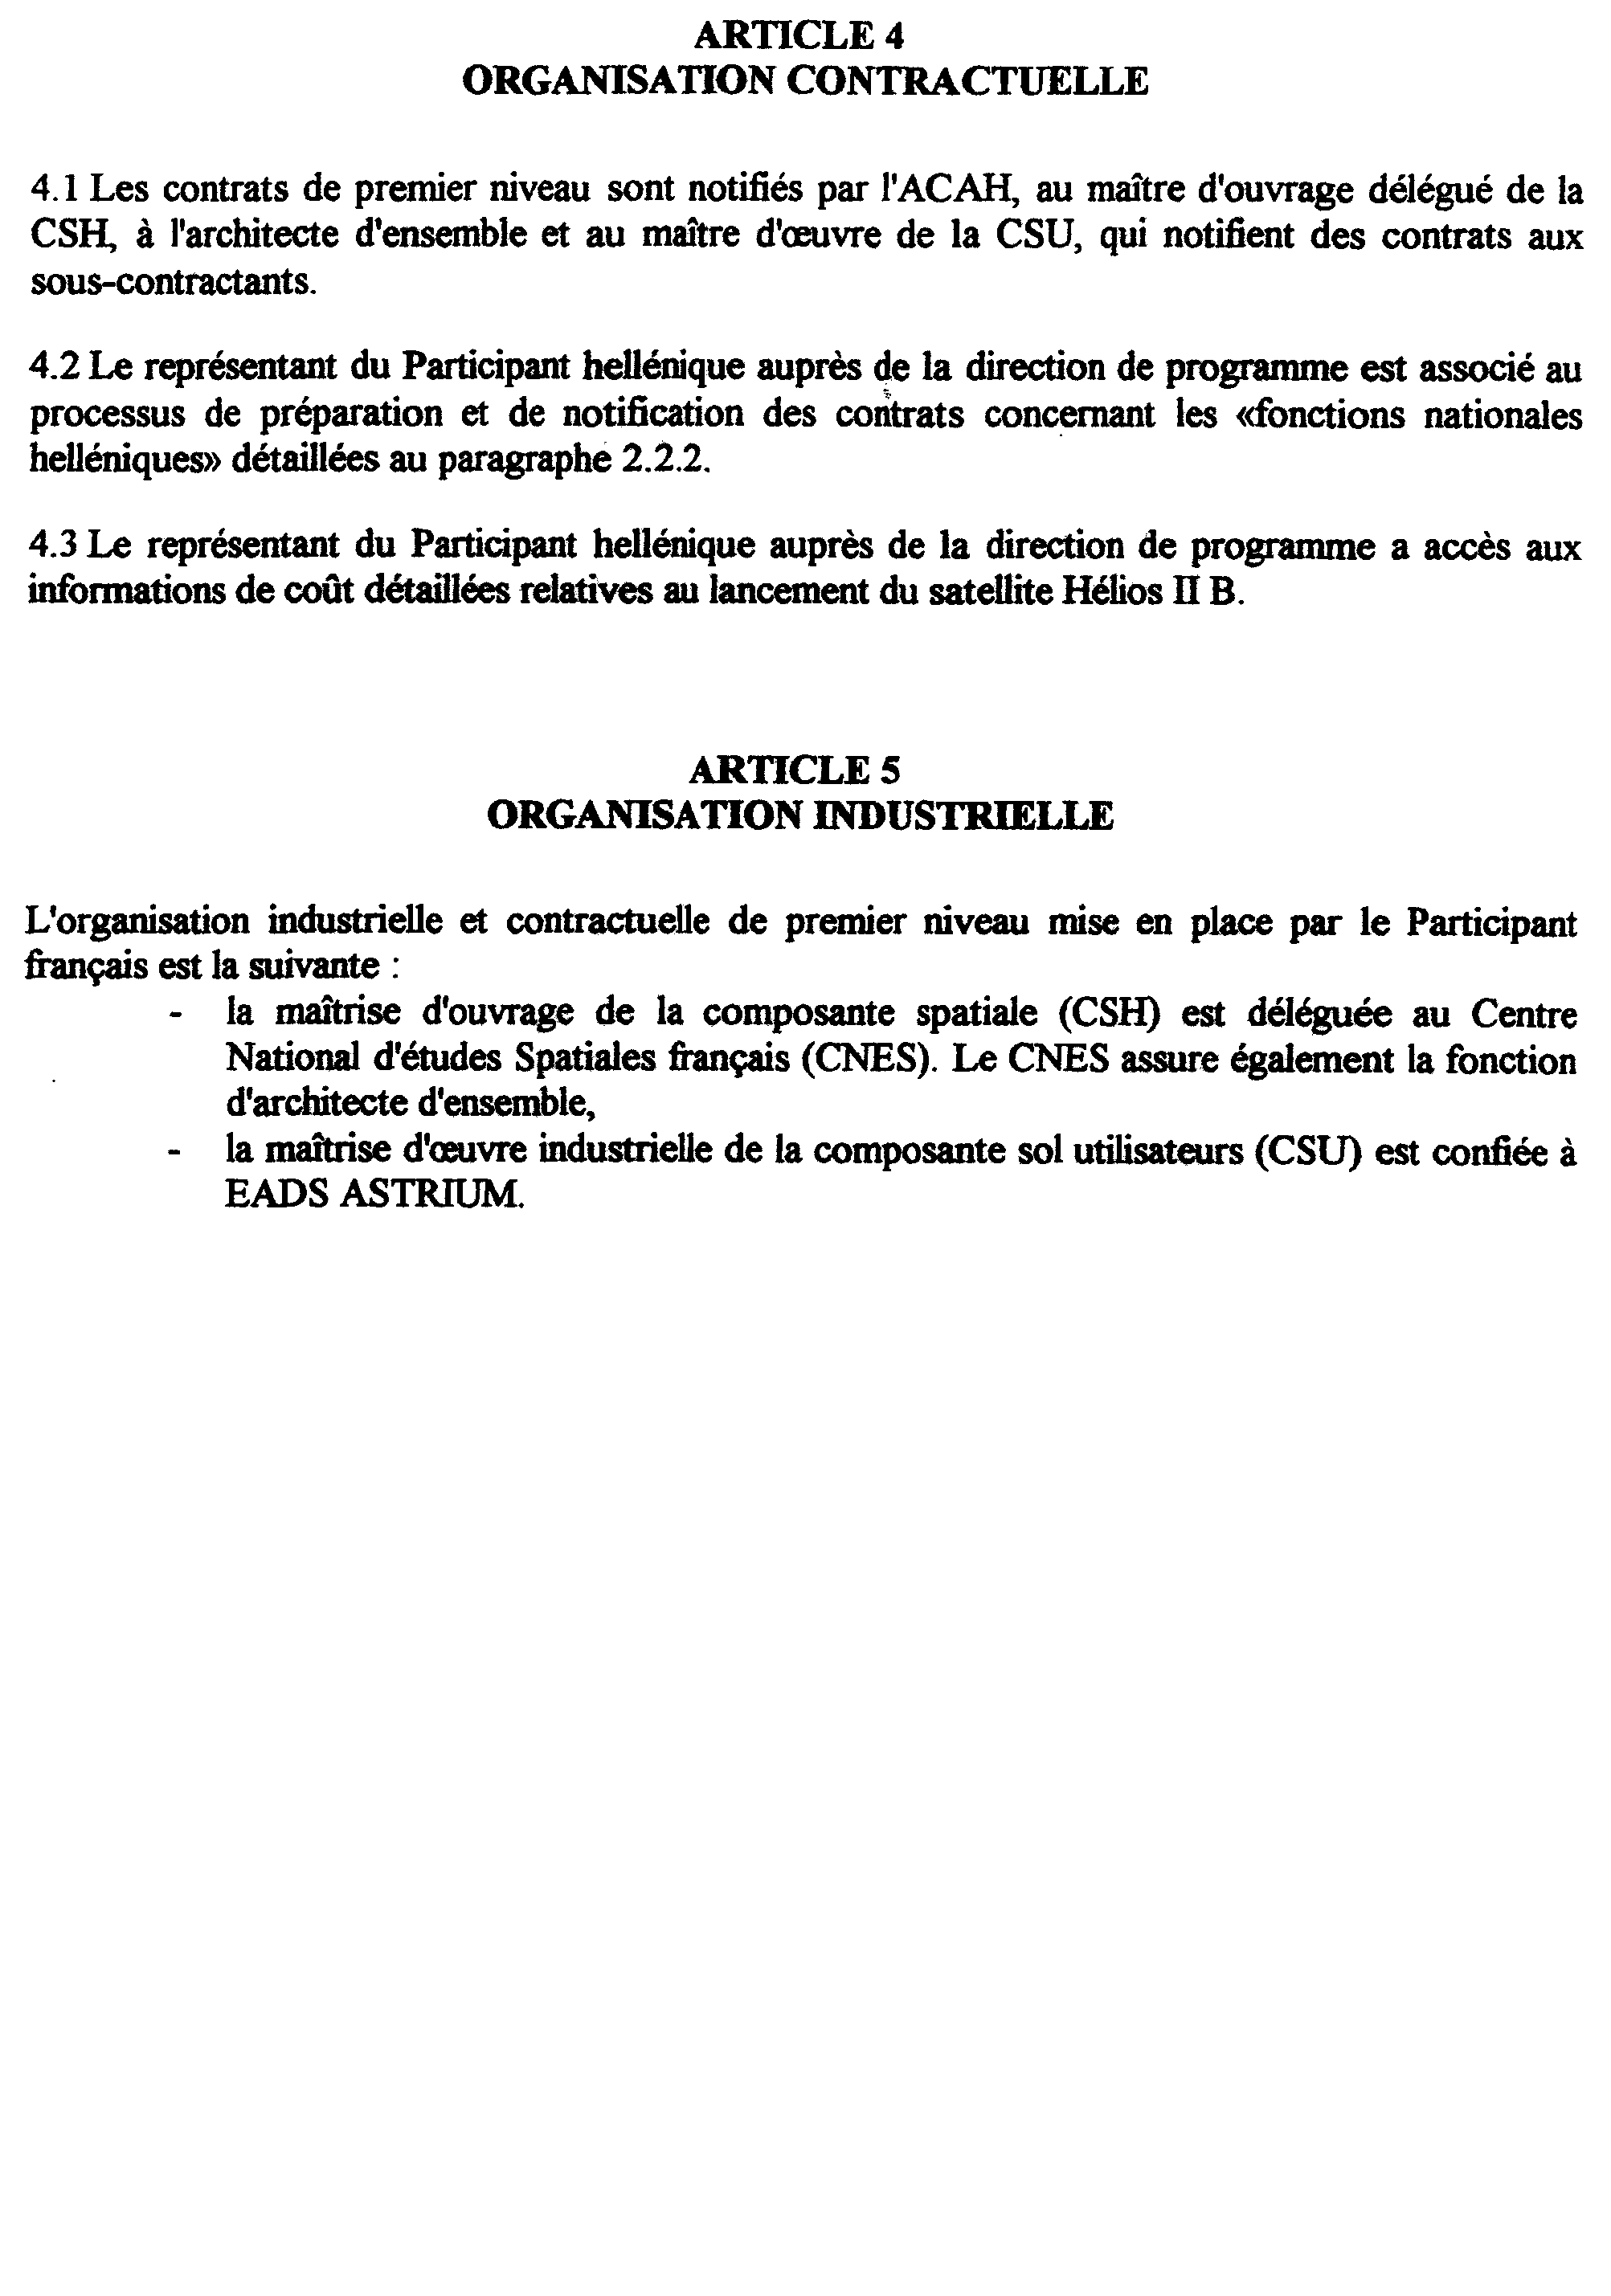 ARTICLE 4
ORGANISATION CONTRACTUELLE
4.1 Les contrats de premier niveau sont notifiés par l'ACAH, au maître d'ouvrage délégué de la
CSH, à l'architecte d'ensemble et au maître d'œuvre de la CSU, qui notifient des contrats aux
sous-contractants.
4.2 Le représentant du Participant hellénique auprès de la direction de programme est associé au
processus de préparation et de notification des contrats concernant les «fonctions nationales
helléniques» détaillées au paragraphe 2.2.2.
4.3 Le représentant du Participant hellénique auprès de la direction de programme a accès aux
informations de coût détaillées relatives au lancement du satellite Hélios II B.
ARTICLE 5
ORGANISATION INDUSTRIELLE
L'organisation industrielle et contractuelle de premier niveau mise en place par le Participant
français est la suivante :
- la maîtrise d'ouvrage de la composante spatiale (CSH) est déléguée au Centre
National d'études Spatiales français (CNES). Le CNES assure également la fonction
d'architecte d'ensemble,
- la maîtrise d'œuvre industrielle de la composante sol utilisateurs (CSU) est confiée à
EADS ASTRIUM.